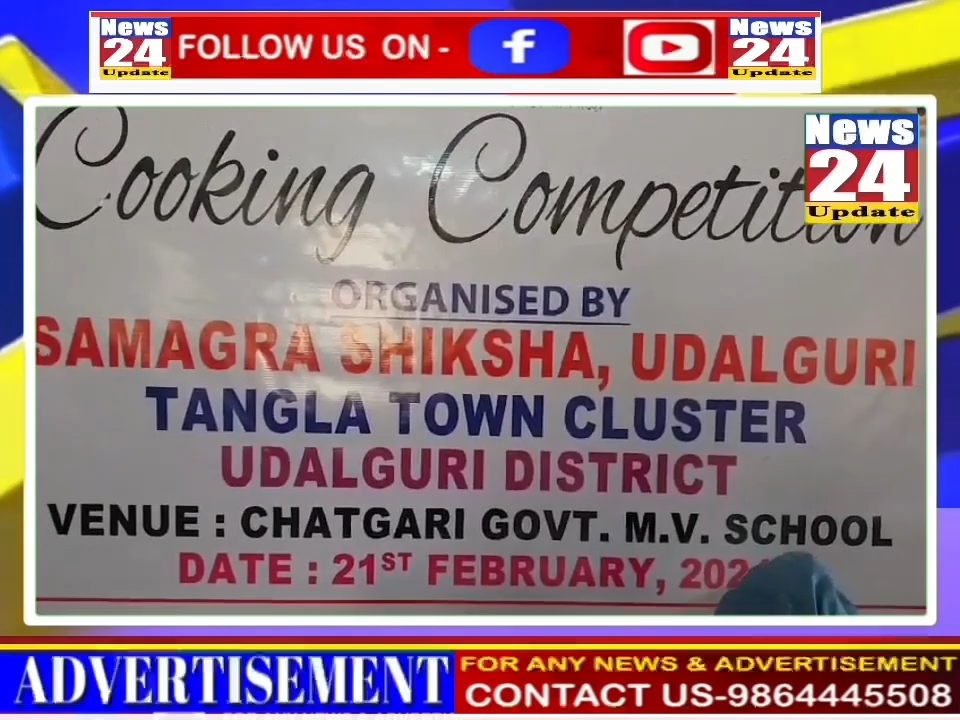 News
24
Update
FOLLOW US ON -
f
News
24
Update
Cooking Competition
News
24
Update
ORGANISED BY
SAMAGRA SHIKSHA, UDALGURI
TANGLA TOWN CLUSTER
UDALGURI DISTRICT
VENUE : CHATGARI GOVT. M.V. SCHOOL
DATE : 21ST FEBRUARY, 202
ADVERTISEMENT
FOR ANY NEWS & ADVERTISEMENT
CONTACT US-9864445508